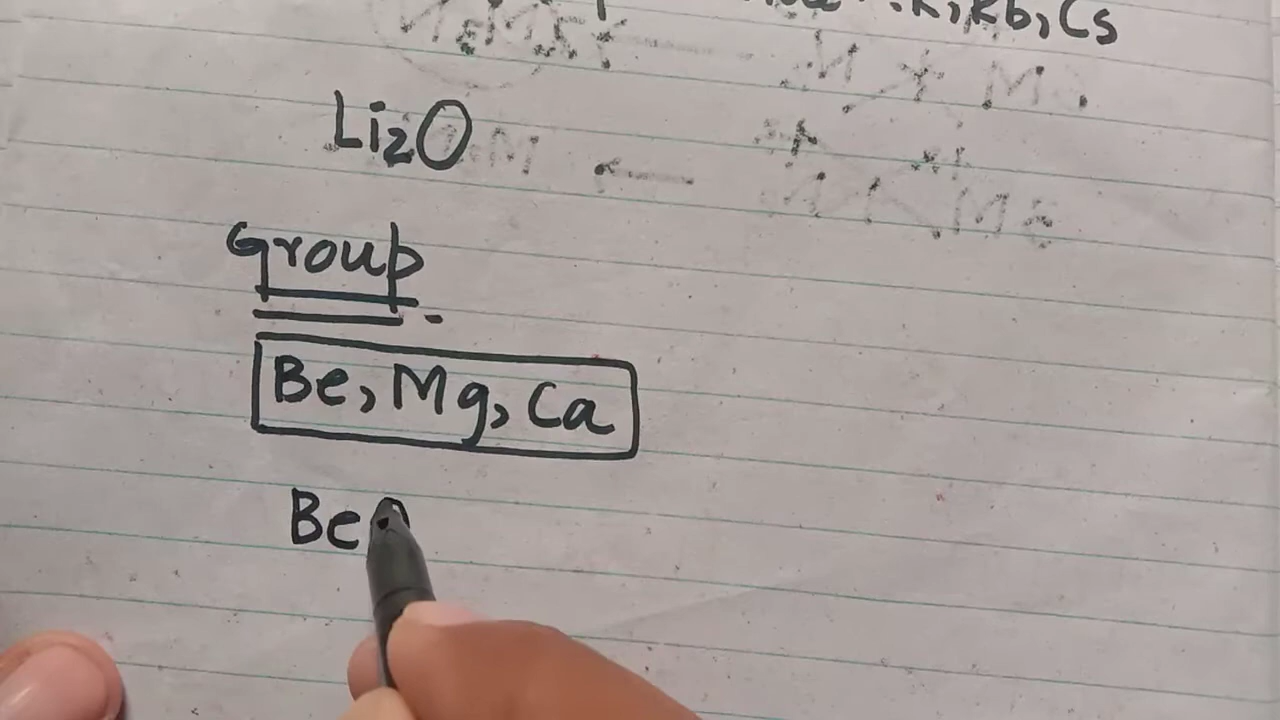 K, Rb, Cs
Li2O
Group
Be, Mg, Ca
Be